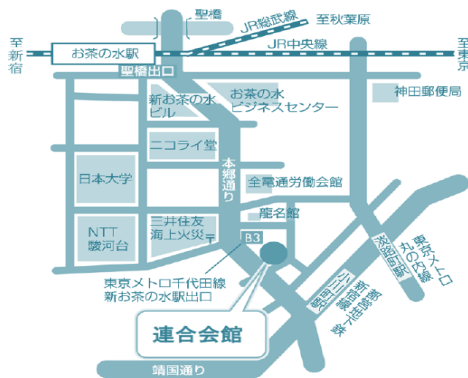 聖橋
JR総武線
至秋葉原
至新宿
お茶の水駅
JR中央線
至東京
聖橋出口
新お茶の水
ビル
お茶の水
ビジネスセンター
神田郵便局
ニコライ堂
本郷通り
日本大学
全電通労働会館
龍名館
NTT
駿河台
三井住友
海上火災
B3
東京メトロ千代田線
新お茶の水駅出口
東京メトロ
丸の内線
淡路町駅
都営地下鉄
新宿線
小川町駅
連合会館
靖国通り